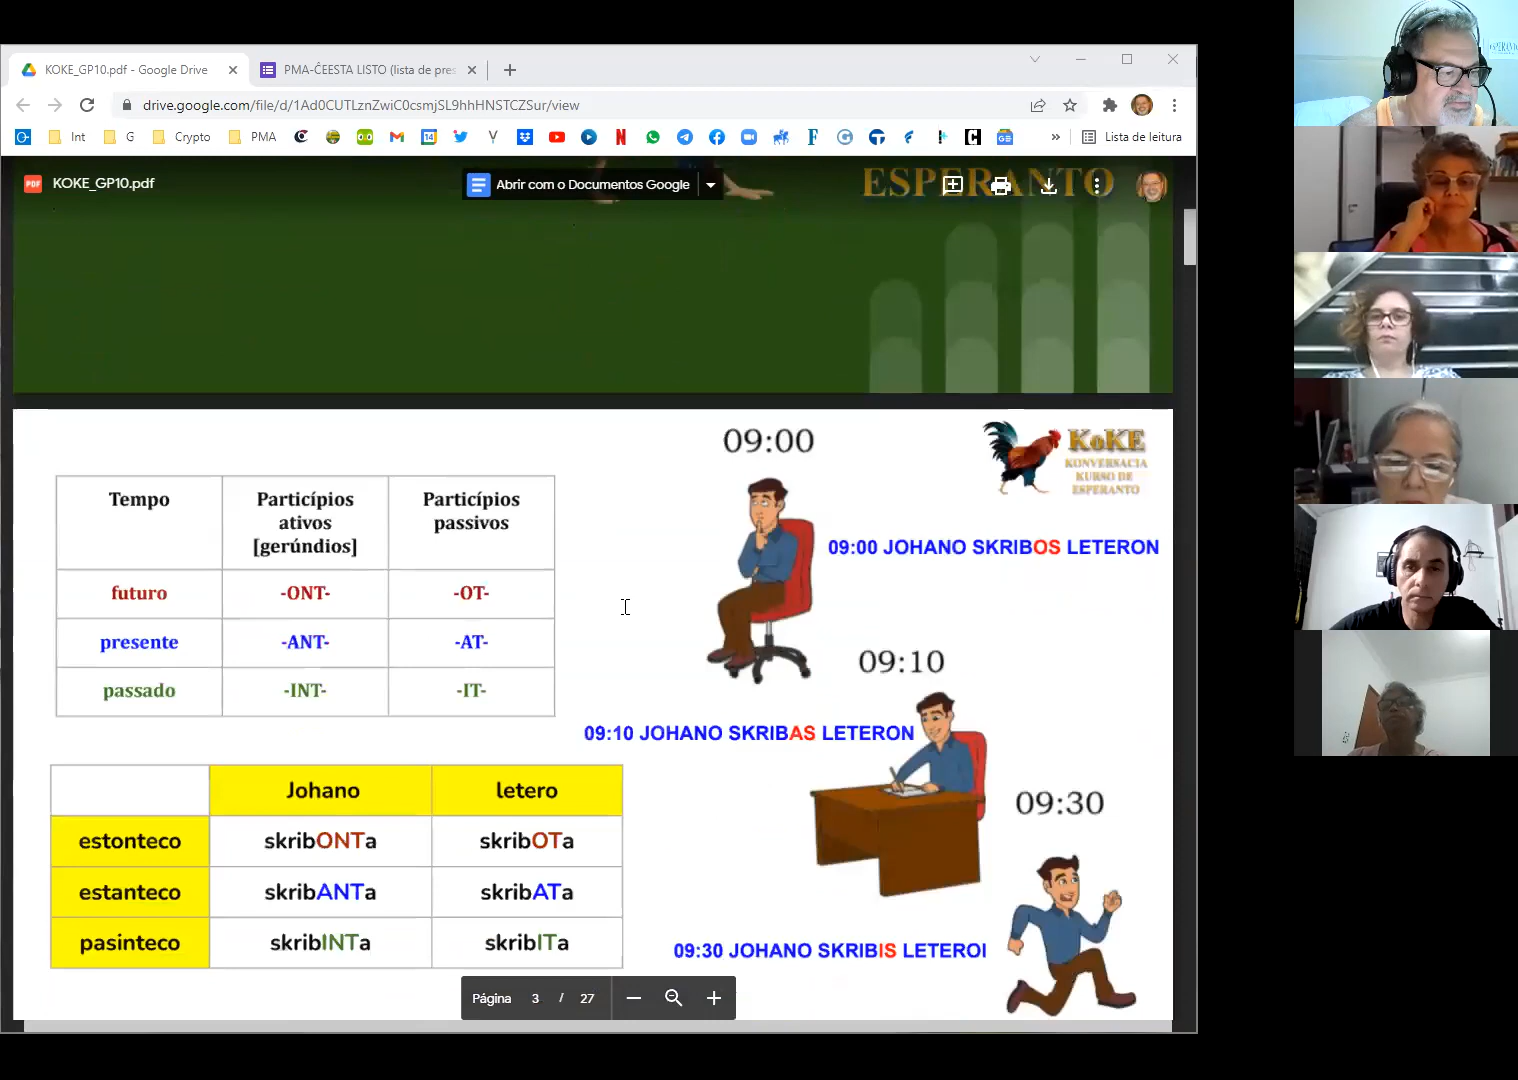 KOKE_GP10.pdf - Google Drive
PMA-ĈEESTA LISTO (lista de pres
drive.google.com/file/d/1Ad0CUTLznZwiC0csmjSL9hhHNSTCZSur/view
Int
G
Crypto
PMA
Lista de leitura
PDF
KOKE_GP10.pdf
Abrir com o Documentos Google
ESPERANTO
09:00
KoKE
KONVERSACIA
KURSO DE
ESPERANTO
Tempo Particípios ativos [gerúndios] Particípios passivos
futuro -ONT- -OT-
presente -ANT- -AT-
passado -INT- -IT-
09:00 JOHANO SKRIBOS LETERON
09:10
09:10 JOHANO SKRIBAS LETERON
Johano letero
estonteco skribONTa skribOTa
estanteco skribANTa skribATa
pasinteco skribINTa skribITa
09:30
09:30 JOHANO SKRIBIS LETEROI
Página 3 / 27